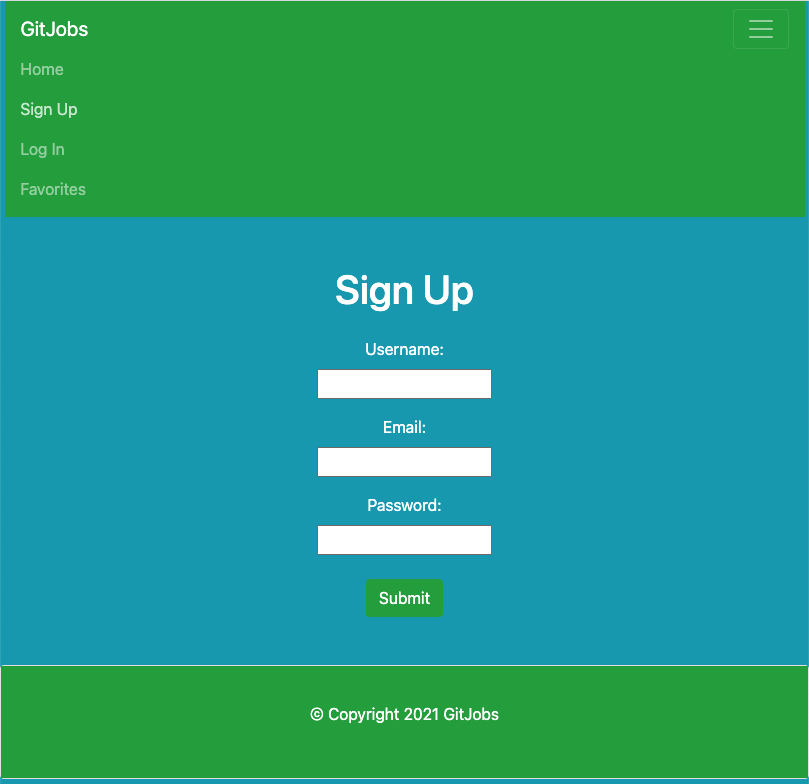 GitJobs
Home
Sign Up
Log In
Favorites
Sign Up
Username:
Email:
Password:
Submit
© Copyright 2021 GitJobs